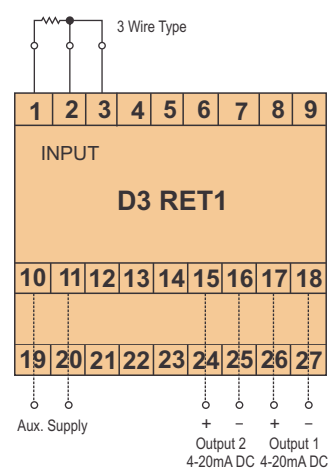 3 Wire Type
1 2 3 4 5 6 7 8 9
INPUT
D3 RET1
10 11 12 13 14 15 16 17 18
19 20 21 22 23 24 25 26 27
Aux. Supply
+ − + −
Output 2 Output 1
4-20mA DC 4-20mA DC